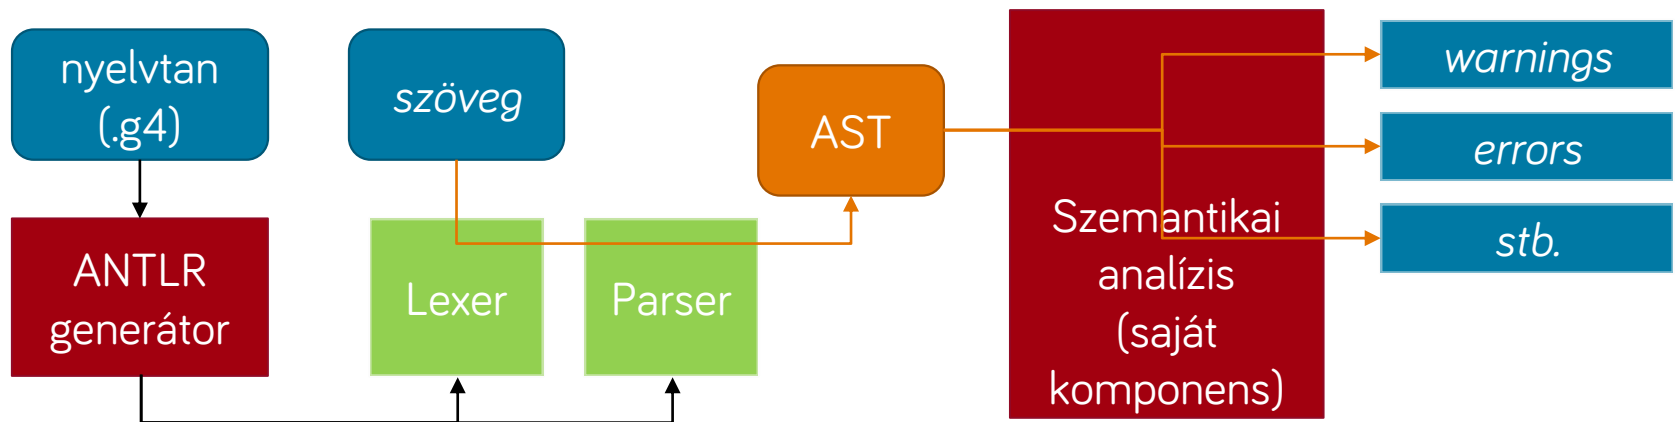 nyelvtan
(.g4)
szöveg
AST
warnings
errors
stb.
ANTLR
generátor
Lexer
Parser
Szemantikai
analízis
(saját
komponens)